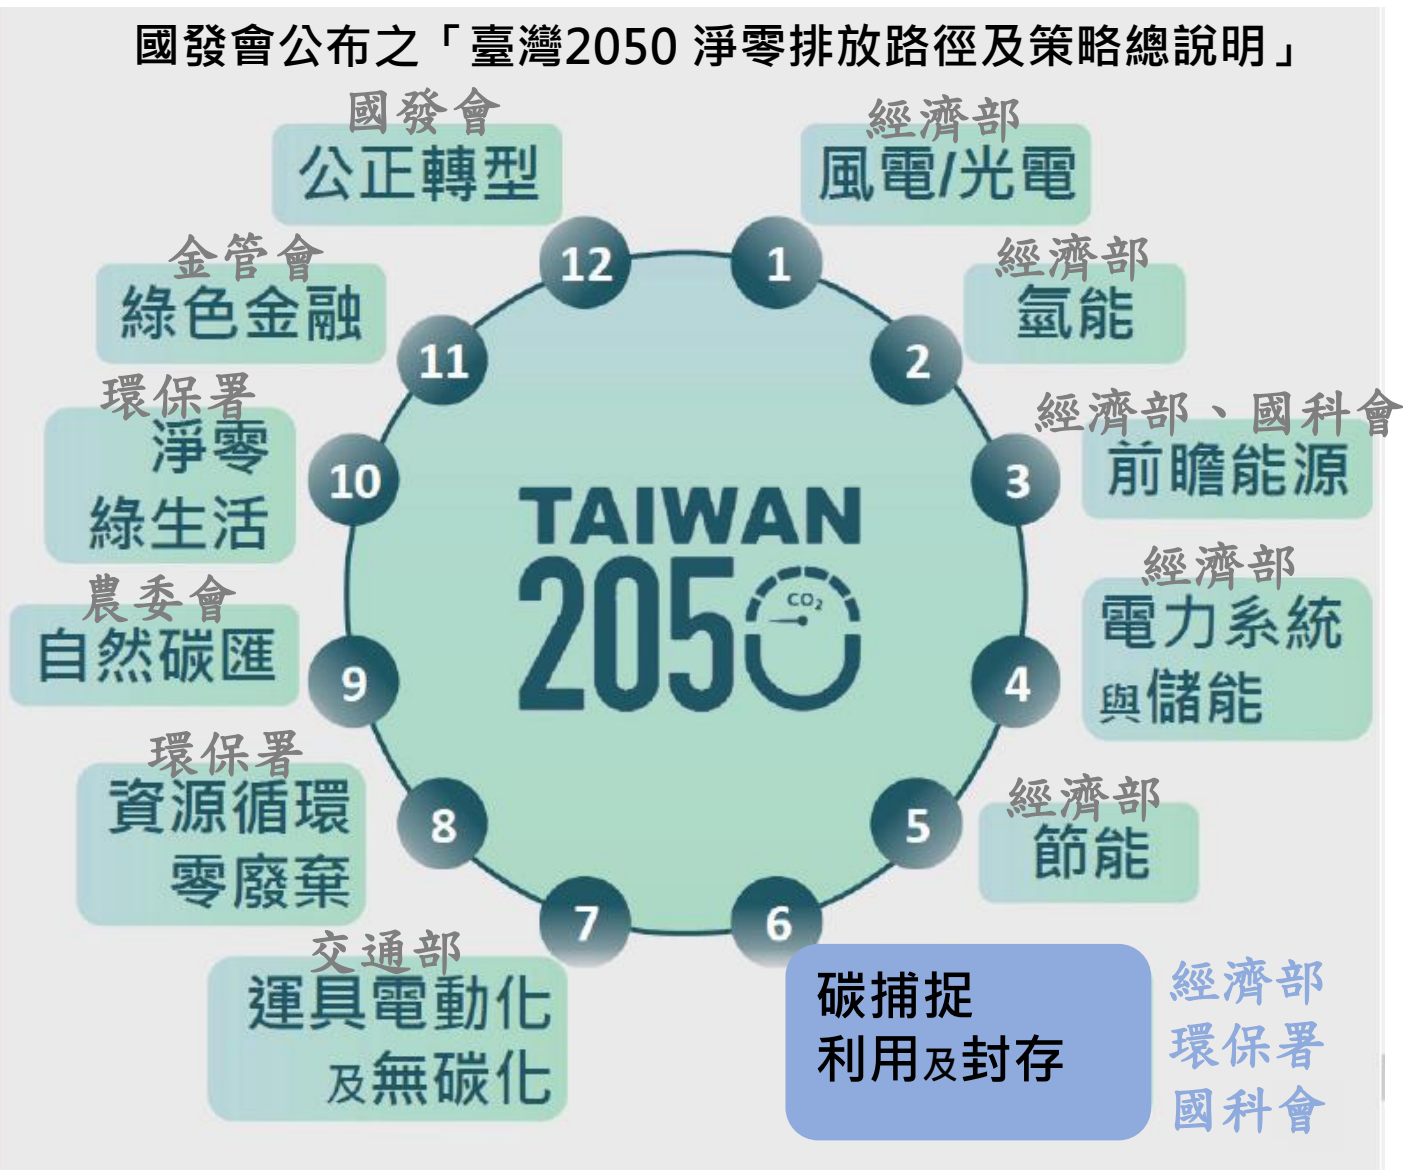 國發會公布之「臺灣2050 淨零排放路徑及策略總說明」
經濟部
風電/光電
1
經濟部
氫能
2
經濟部、國科會
前瞻能源
3
經濟部
電力系統
與儲能
4
經濟部
節能
5
6
碳捕捉
利用及封存
經濟部
環保署
國科會
7
交通部
運具電動化
及無碳化
8
環保署
資源循環
零廢棄
9
農委會
自然碳匯
10
環保署
淨零
綠生活
11
金管會
綠色金融
12
國發會
公正轉型
TAIWAN
2050
CO₂